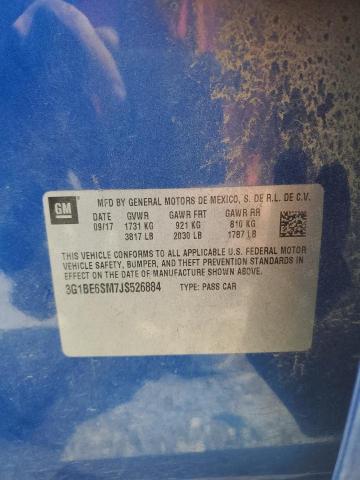 GM
MFD BY GENERAL MOTORS DE MEXICO, S. DE R.L. DE C.V.
DATE GVWR GAWR FRT GAWR RR
09/17 1731 KG 921 KG 810 KG
3817 LB 2030 LB 1787 LB
THIS VEHICLE CONFORMS TO ALL APPLICABLE U.S. FEDERAL MOTOR
VEHICLE SAFETY, BUMPER, AND THEFT PREVENTION STANDARDS
IN EFFECT ON THE DATE OF MANUFACTURE SHOWN ABOVE.
3G1BE6SM7JS526884 TYPE: PASS CAR